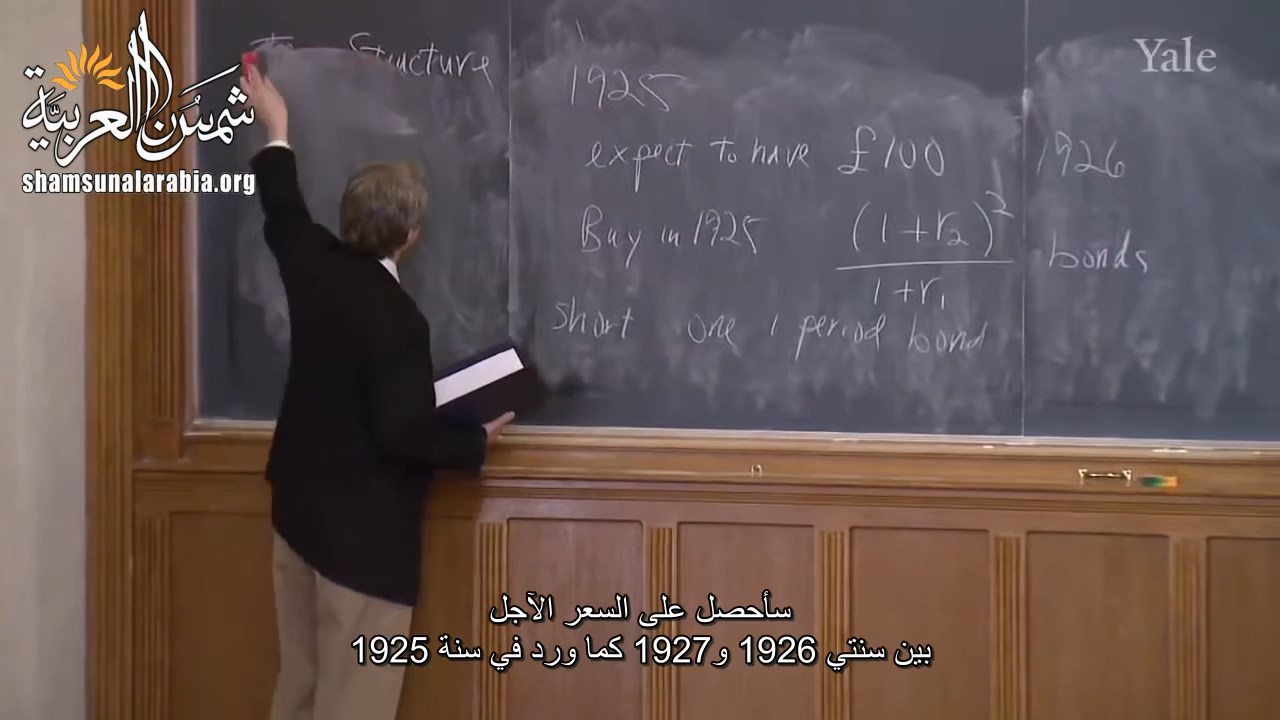 شمسُنا العربيّة
shamsunalarabia.org
Yale
Structure
1925
expect to have £100 1926
Buy in 1925 (1+r₂)² bonds
1+r₁
short one 1 period bond
سأحصل على السعر الآجل
بين سنتي 1926 و1927 كما ورد في سنة 1925